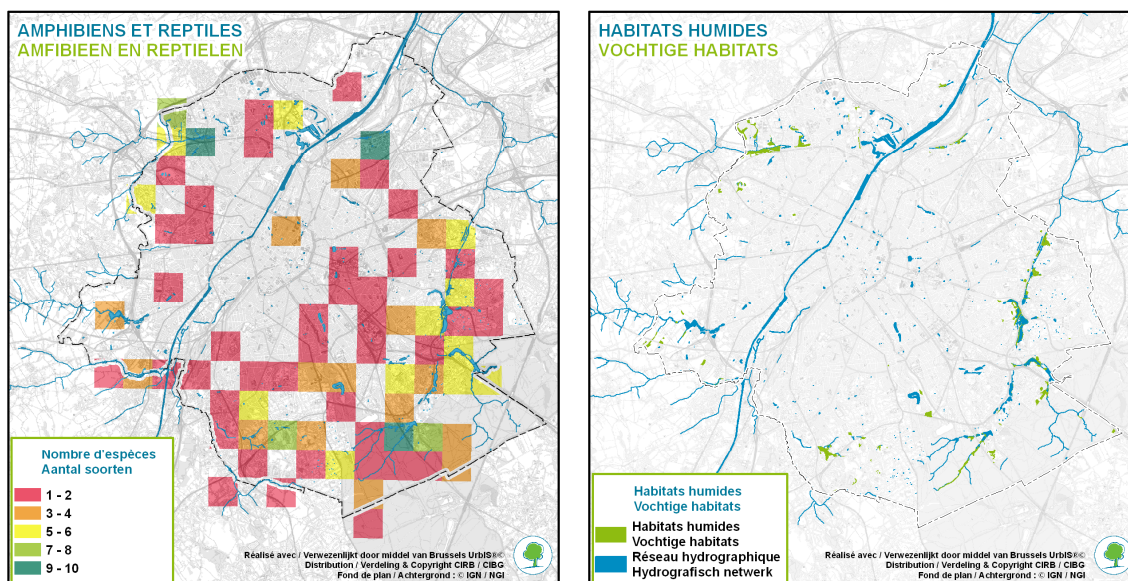 AMPHIBIENS ET REPTILES
AMFIBIEEN EN REPTIELEN
Nombre d'espèces
Aantal soorten
1 - 2
3 - 4
5 - 6
7 - 8
9 - 10
Réalisé avec / Verwezenlijkt door middel van Brussels UrbIS®©
Distribution / Verdeling & Copyright CIRB / CIBG
Fond de plan / Achtergrond : © IGN / NGI
HABITATS HUMIDES
VOCHTIGE HABITATS
Habitats humides
Vochtige habitats
Habitats humides
Vochtige habitats
Réseau hydrographique
Hydrografisch netwerk
Réalisé avec / Verwezenlijkt door middel van Brussels UrbIS®©
Distribution / Verdeling & Copyright CIRB / CIBG
Fond de plan / Achtergrond : © IGN / NGI